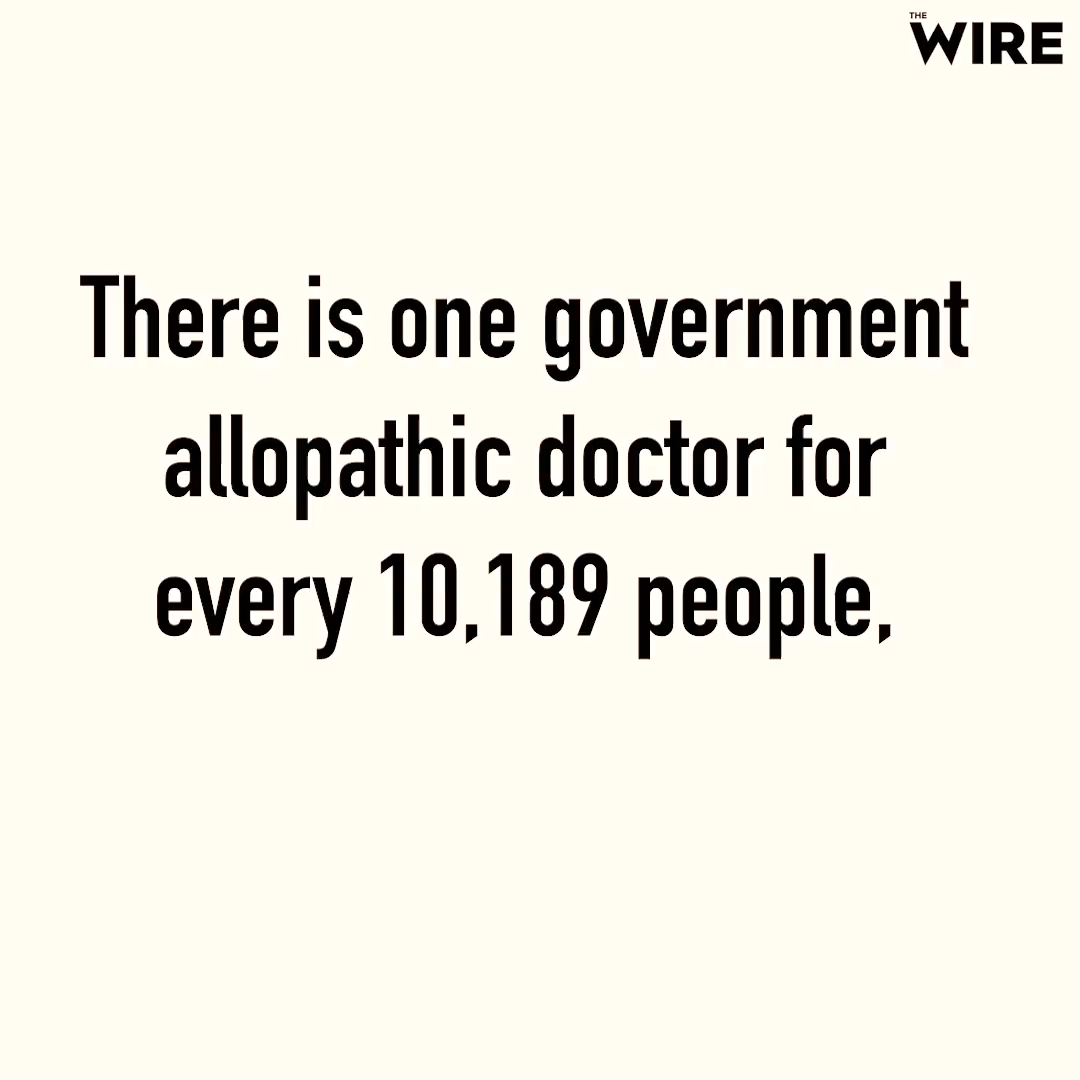 THE
WIRE
There is one government
allopathic doctor for
every 10,189 people,